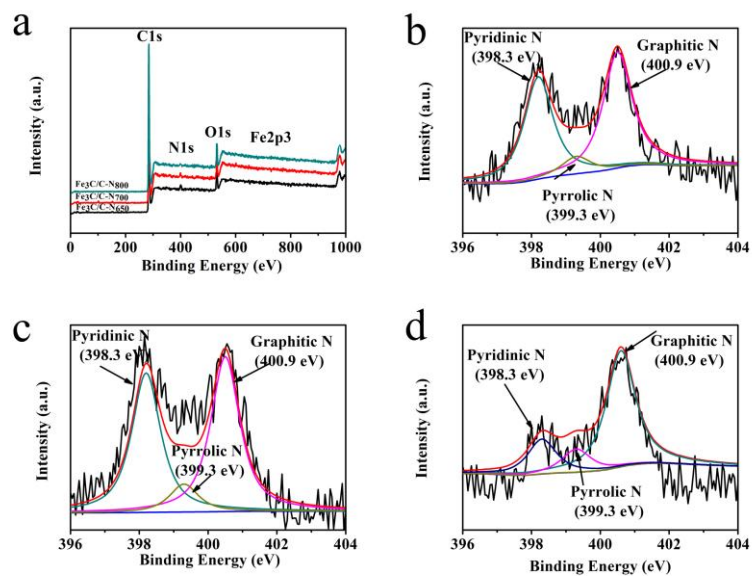 a
C1s
N1s
O1s
Fe2p3
Fe3C/C-N800
Fe3C/C-N700
Fe3C/C-N650
Intensity (a.u.)
0 200 400 600 800 1000
Binding Energy (eV)
b
Pyridinic N
(398.3 eV)
Graphitic N
(400.9 eV)
Pyrrolic N
(399.3 eV)
Intensity (a.u.)
396 398 400 402 404
Binding Energy (eV)
c
Pyridinic N
(398.3 eV)
Graphitic N
(400.9 eV)
Pyrrolic N
(399.3 eV)
Intensity (a.u.)
396 398 400 402 404
Binding Energy (eV)
d
Graphitic N
(400.9 eV)
Pyridinic N
(398.3 eV)
Pyrrolic N
(399.3 eV)
Intensity (a.u.)
396 398 400 402 404
Binding Energy (eV)